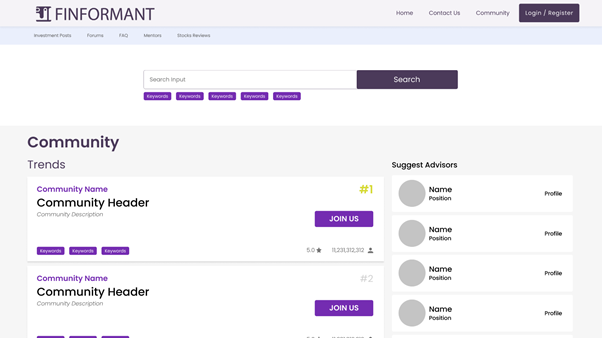 FINFORMANT
Home Contact Us Community Login / Register
Investment Posts Forums FAQ Mentors Stocks Reviews
Search Input Search
Keywords Keywords Keywords Keywords Keywords
Community
Trends
Community Name #1
Community Header
Community Description
JOIN US
Keywords Keywords Keywords 5.0 11,231,312,312
Community Name #2
Community Header
Community Description
JOIN US
Suggest Advisors
Name
Position
Profile
Name
Position
Profile
Name
Position
Profile
Name
Position
Profile